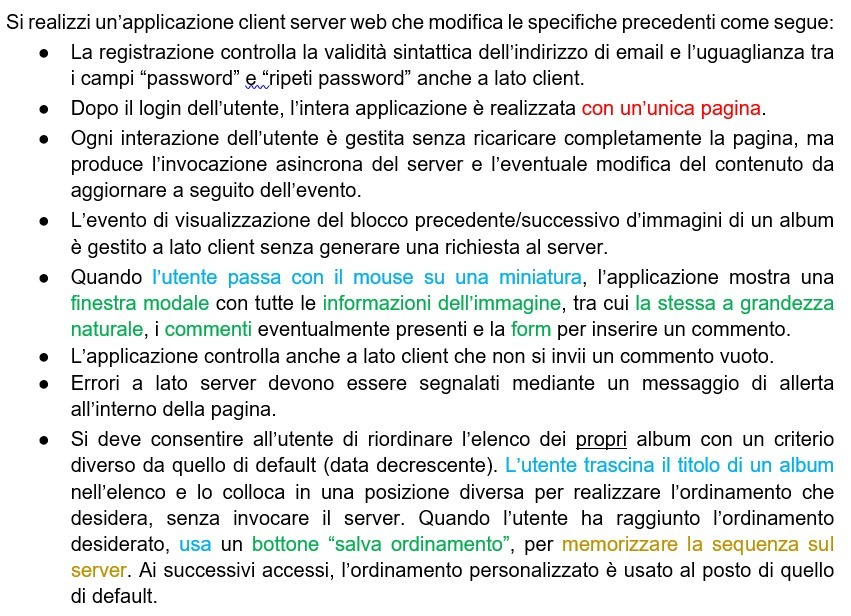 Si realizzi un'applicazione client server web che modifica le specifiche precedenti come segue:
● La registrazione controlla la validità sintattica dell'indirizzo di email e l'uguaglianza tra
i campi “password” e “ripeti password” anche a lato client.
● Dopo il login dell'utente, l'intera applicazione è realizzata con un'unica pagina.
● Ogni interazione dell'utente è gestita senza ricaricare completamente la pagina, ma
produce l'invocazione asincrona del server e l'eventuale modifica del contenuto da
aggiornare a seguito dell'evento.
● L'evento di visualizzazione del blocco precedente/successivo d'immagini di un album
è gestito a lato client senza generare una richiesta al server.
● Quando l'utente passa con il mouse su una miniatura, l'applicazione mostra una
finestra modale con tutte le informazioni dell'immagine, tra cui la stessa a grandezza
naturale, i commenti eventualmente presenti e la form per inserire un commento.
● L'applicazione controlla anche a lato client che non si invii un commento vuoto.
● Errori a lato server devono essere segnalati mediante un messaggio di allerta
all'interno della pagina.
● Si deve consentire all'utente di riordinare l'elenco dei propri album con un criterio
diverso da quello di default (data decrescente). L'utente trascina il titolo di un album
nell'elenco e lo colloca in una posizione diversa per realizzare l'ordinamento che
desidera, senza invocare il server. Quando l'utente ha raggiunto l'ordinamento
desiderato, usa un bottone “salva ordinamento”, per memorizzare la sequenza sul
server. Ai successivi accessi, l'ordinamento personalizzato è usato al posto di quello
di default.